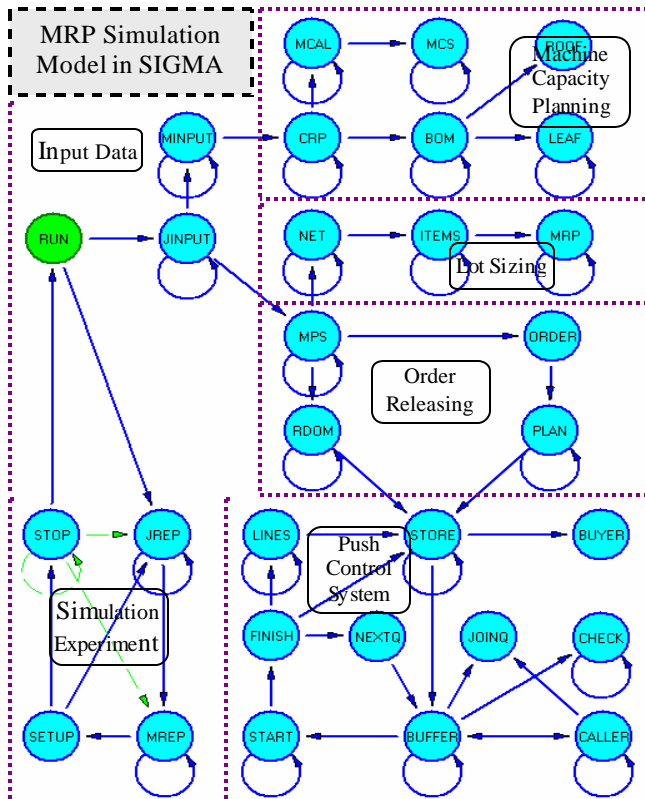 MRP Simulation
Model in SIGMA
MCAL
MCS
ROOF
Machine
Capacity
Planning
Input Data
MINPUT
CRP
BOM
LEAF
RUN
JINPUT
NET
ITEMS
MRP
Lot Sizing
MPS
ORDER
Order
Releasing
RDOM
PLAN
STOP
JREP
LINES
Push
Control
System
STORE
BUYER
Simulation
Experiment
FINISH
NEXTQ
JOINQ
CHECK
SETUP
MREP
START
BUFFER
CALLER